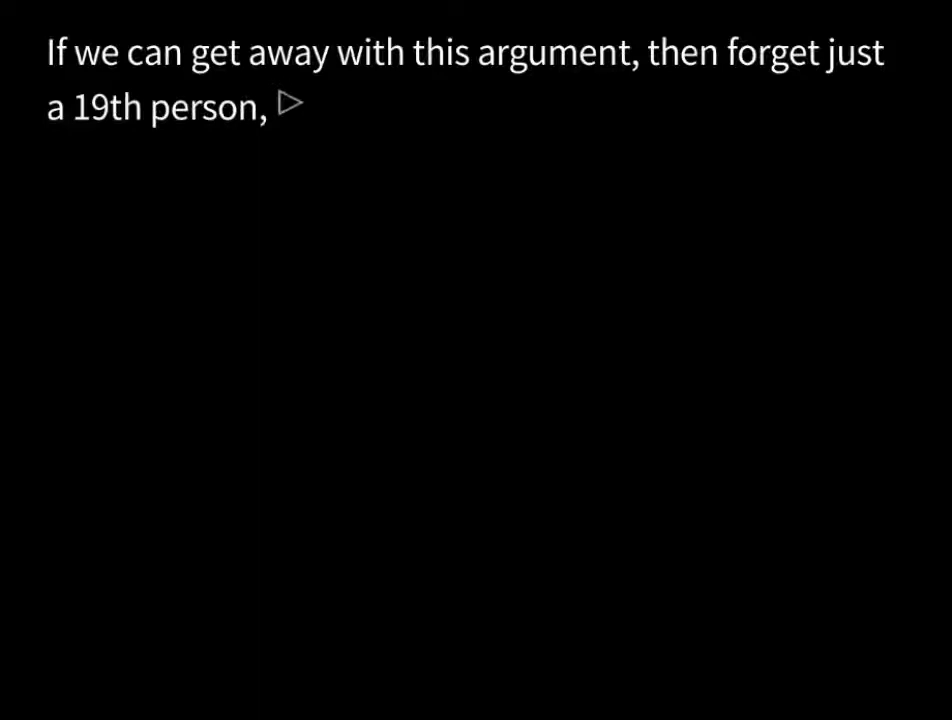 If we can get away with this argument, then forget just
a 19th person,